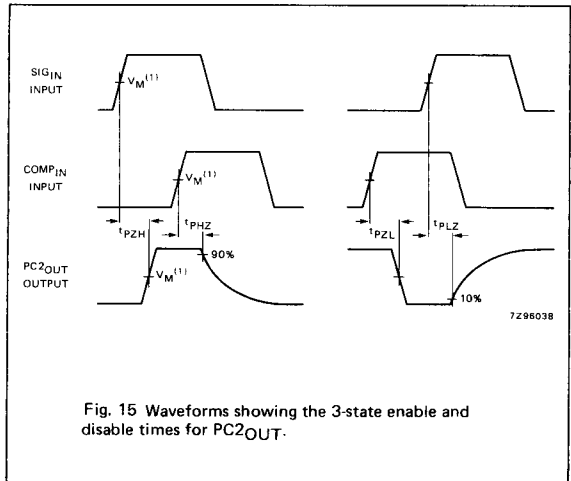 SIGIN
INPUT
VM(1)
COMPIN
INPUT
VM(1)
tPZH
tPHZ
tPZL
tPLZ
PC2OUT
OUTPUT
VM(1)
90%
10%
7Z96038
Fig. 15 Waveforms showing the 3-state enable and
disable times for PC2OUT.